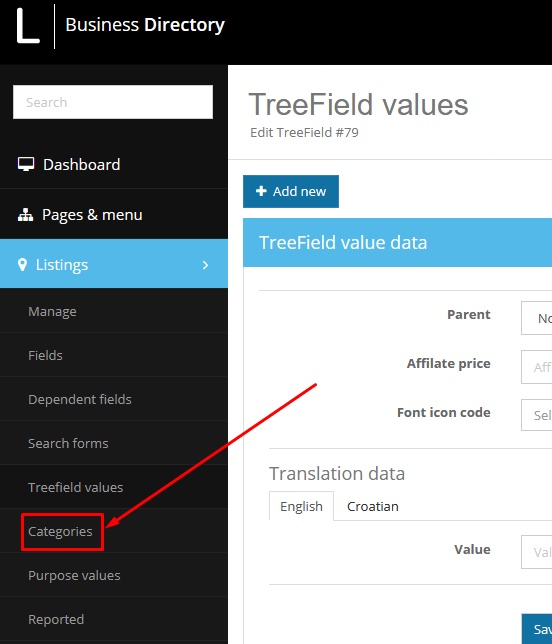 L Business Directory
Search
Dashboard
Pages & menu
Listings
Manage
Fields
Dependent fields
Search forms
Treefield values
Categories
Purpose values
Reported
TreeField values
Edit TreeField #79
Add new
TreeField value data
Parent No
Affilate price Aff
Font icon code Sel
Translation data
English Croatian
Value Val
Sav